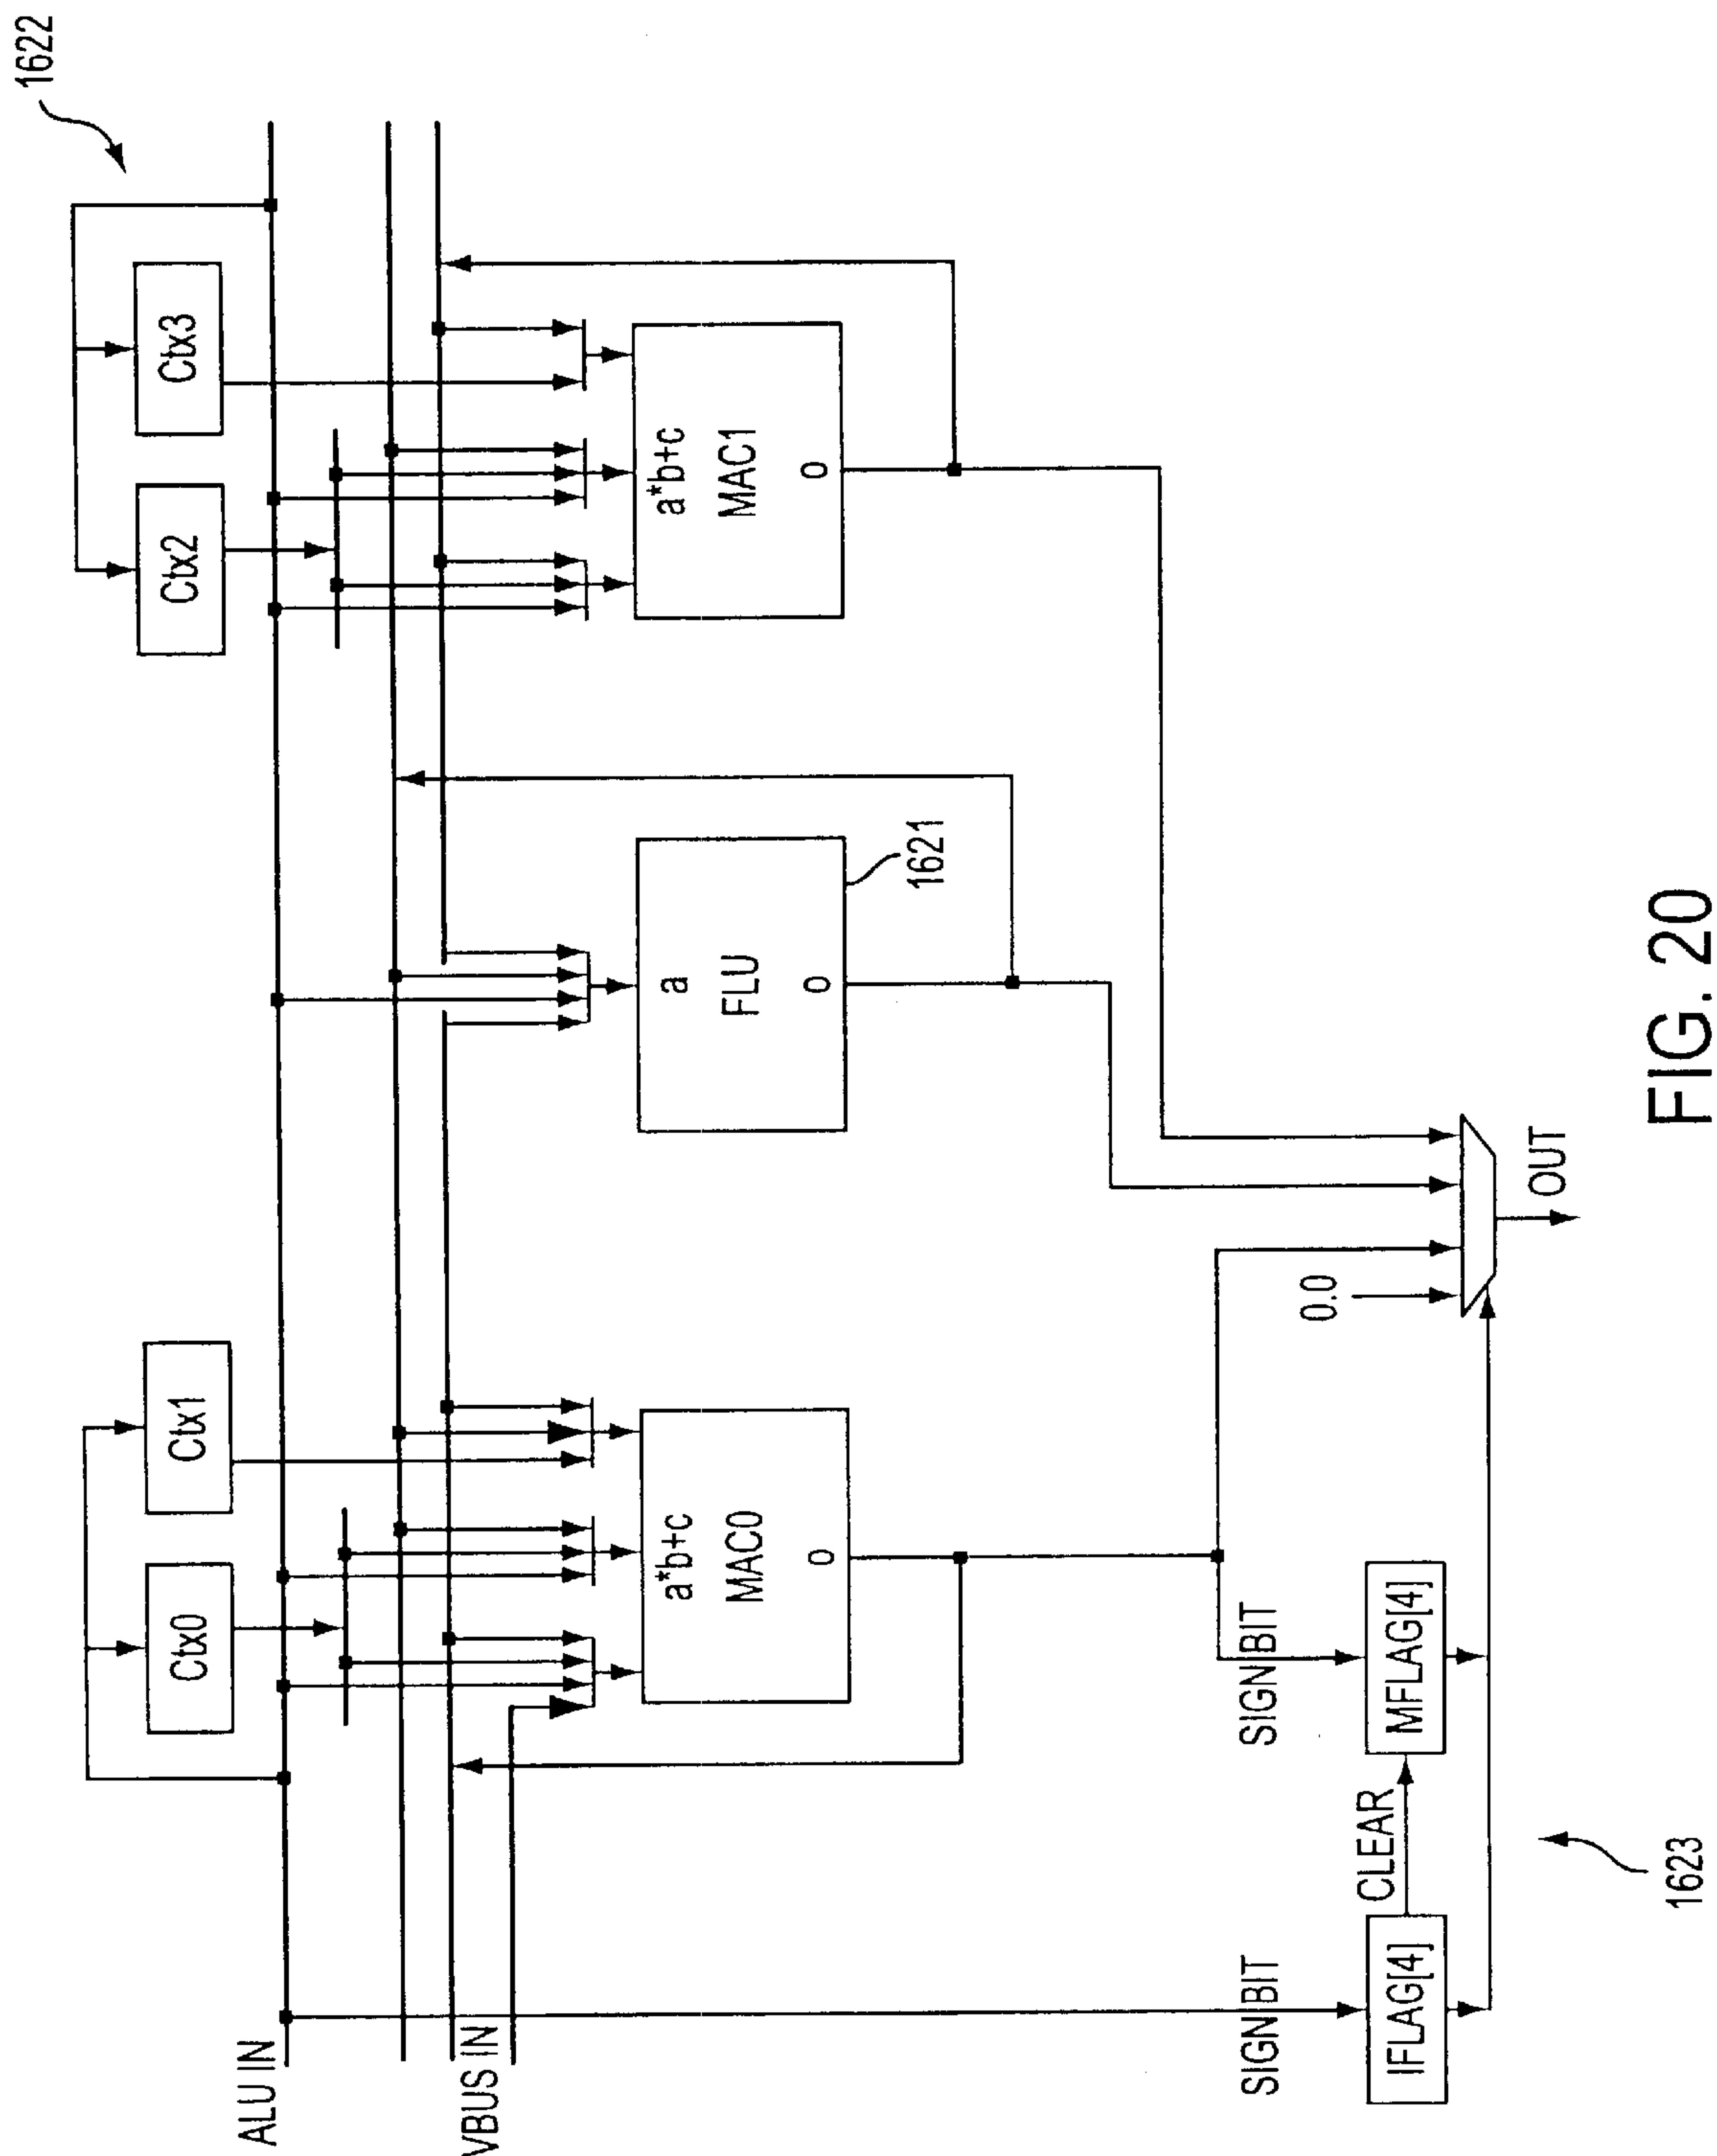 1622
Ctx0
Ctx1
Ctx2
Ctx3
ALU IN
VBUS IN
a*b+c
MAC0
o
a
FLU
o
1621
a*b+c
MAC1
o
SIGN BIT
SIGN BIT
IFLAG[4]
CLEAR
MFLAG[4]
0.0
OUT
1623
FIG. 20